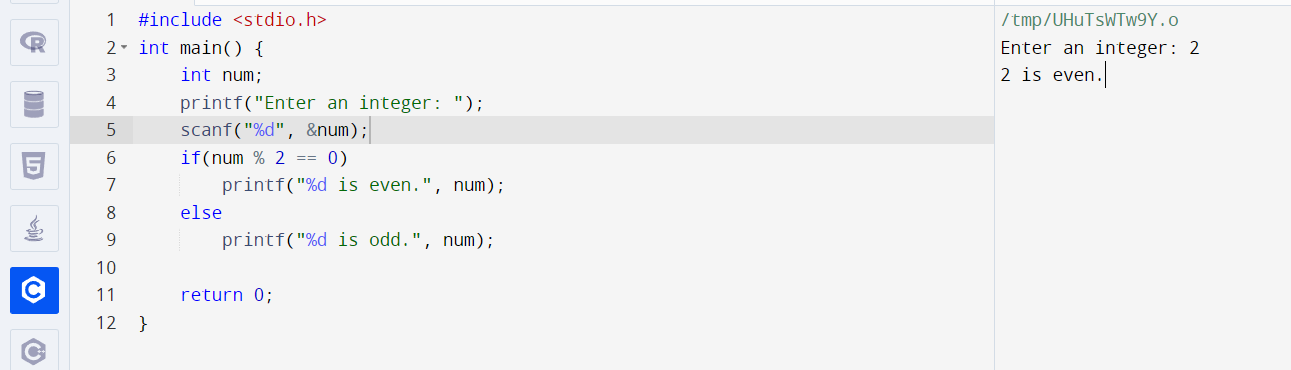 1 #include <stdio.h>
2 int main() {
3     int num;
4     printf("Enter an integer: ");
5     scanf("%d", &num);
6     if(num % 2 == 0)
7         printf("%d is even.", num);
8     else
9         printf("%d is odd.", num);
10
11     return 0;
12 }
/tmp/UHuTsWTw9Y.o
Enter an integer: 2
2 is even.
R
5
C
C+